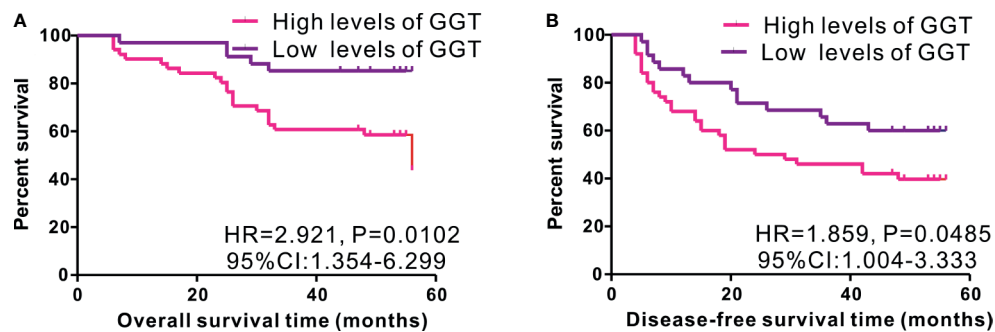 A
High levels of GGT
Low levels of GGT
100
80
60
40
20
0
Percent survival
HR=2.921, P=0.0102
95%CI:1.354-6.299
0
20
40
60
Overall survival time (months)
B
High levels of GGT
Low levels of GGT
100
80
60
40
20
0
Percent survival
HR=1.859, P=0.0485
95%CI:1.004-3.333
0
20
40
60
Disease-free survival time (months)